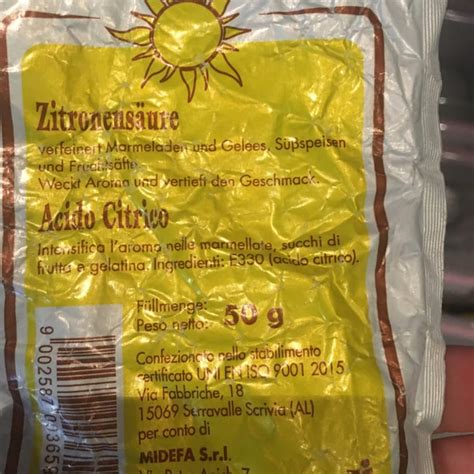 Zitronensäure
verfeinert Marmeladen und Gelees, Süßspeisen
und Fruchtsäfte.
Weckt Aroma und vertieft den Geschmack.
Acido Citrico
Intensifica l'aroma nelle marmellate, succhi di
frutta e gelatina. Ingredienti: E330 (acido citrico).
Füllmenge:
Peso netto: 50 g
Confezionato nello stabilimento
certificato UNI EN ISO 9001 2015
Via Fabbriche, 18
15069 Serravalle Scrivia (AL)
per conto di
MIDEFA S.r.l.